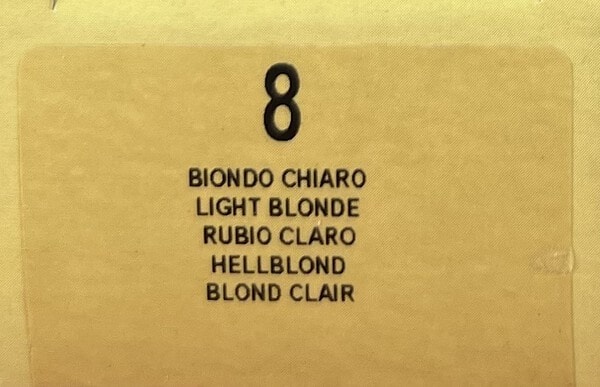 8
BIONDO CHIARO
LIGHT BLONDE
RUBIO CLARO
HELLBLOND
BLOND CLAIR